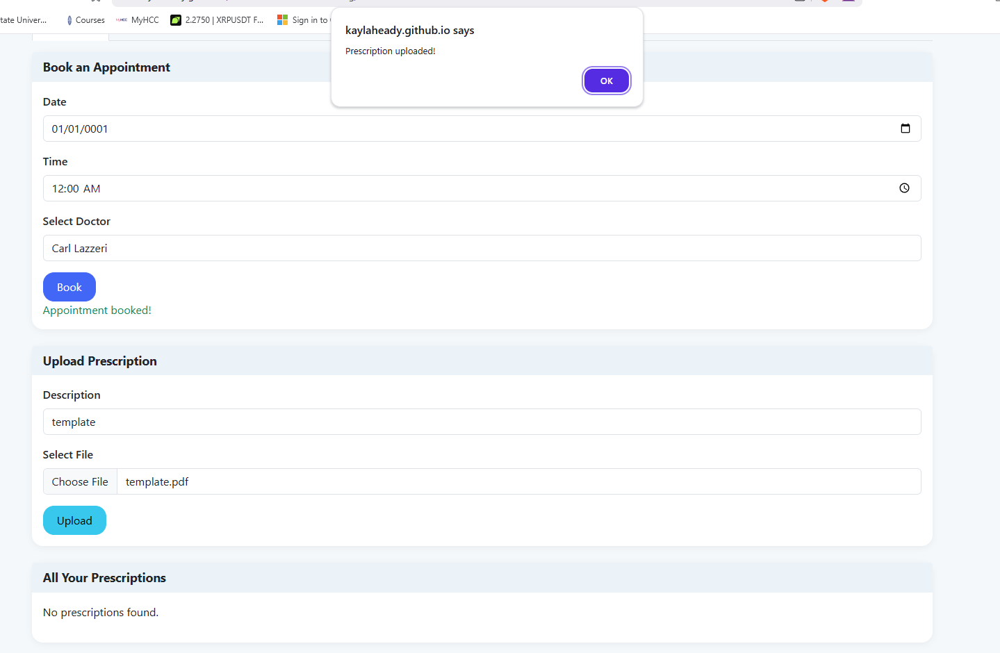 tate Univer...
Courses
MyHCC
2.2750 | XRPUSDT F...
Sign in to
kaylaheady.github.io says
Prescription uploaded!
OK
Book an Appointment
Date
01/01/0001
Time
12:00 AM
Select Doctor
Carl Lazzeri
Book
Appointment booked!
Upload Prescription
Description
template
Select File
Choose File
template.pdf
Upload
All Your Prescriptions
No prescriptions found.